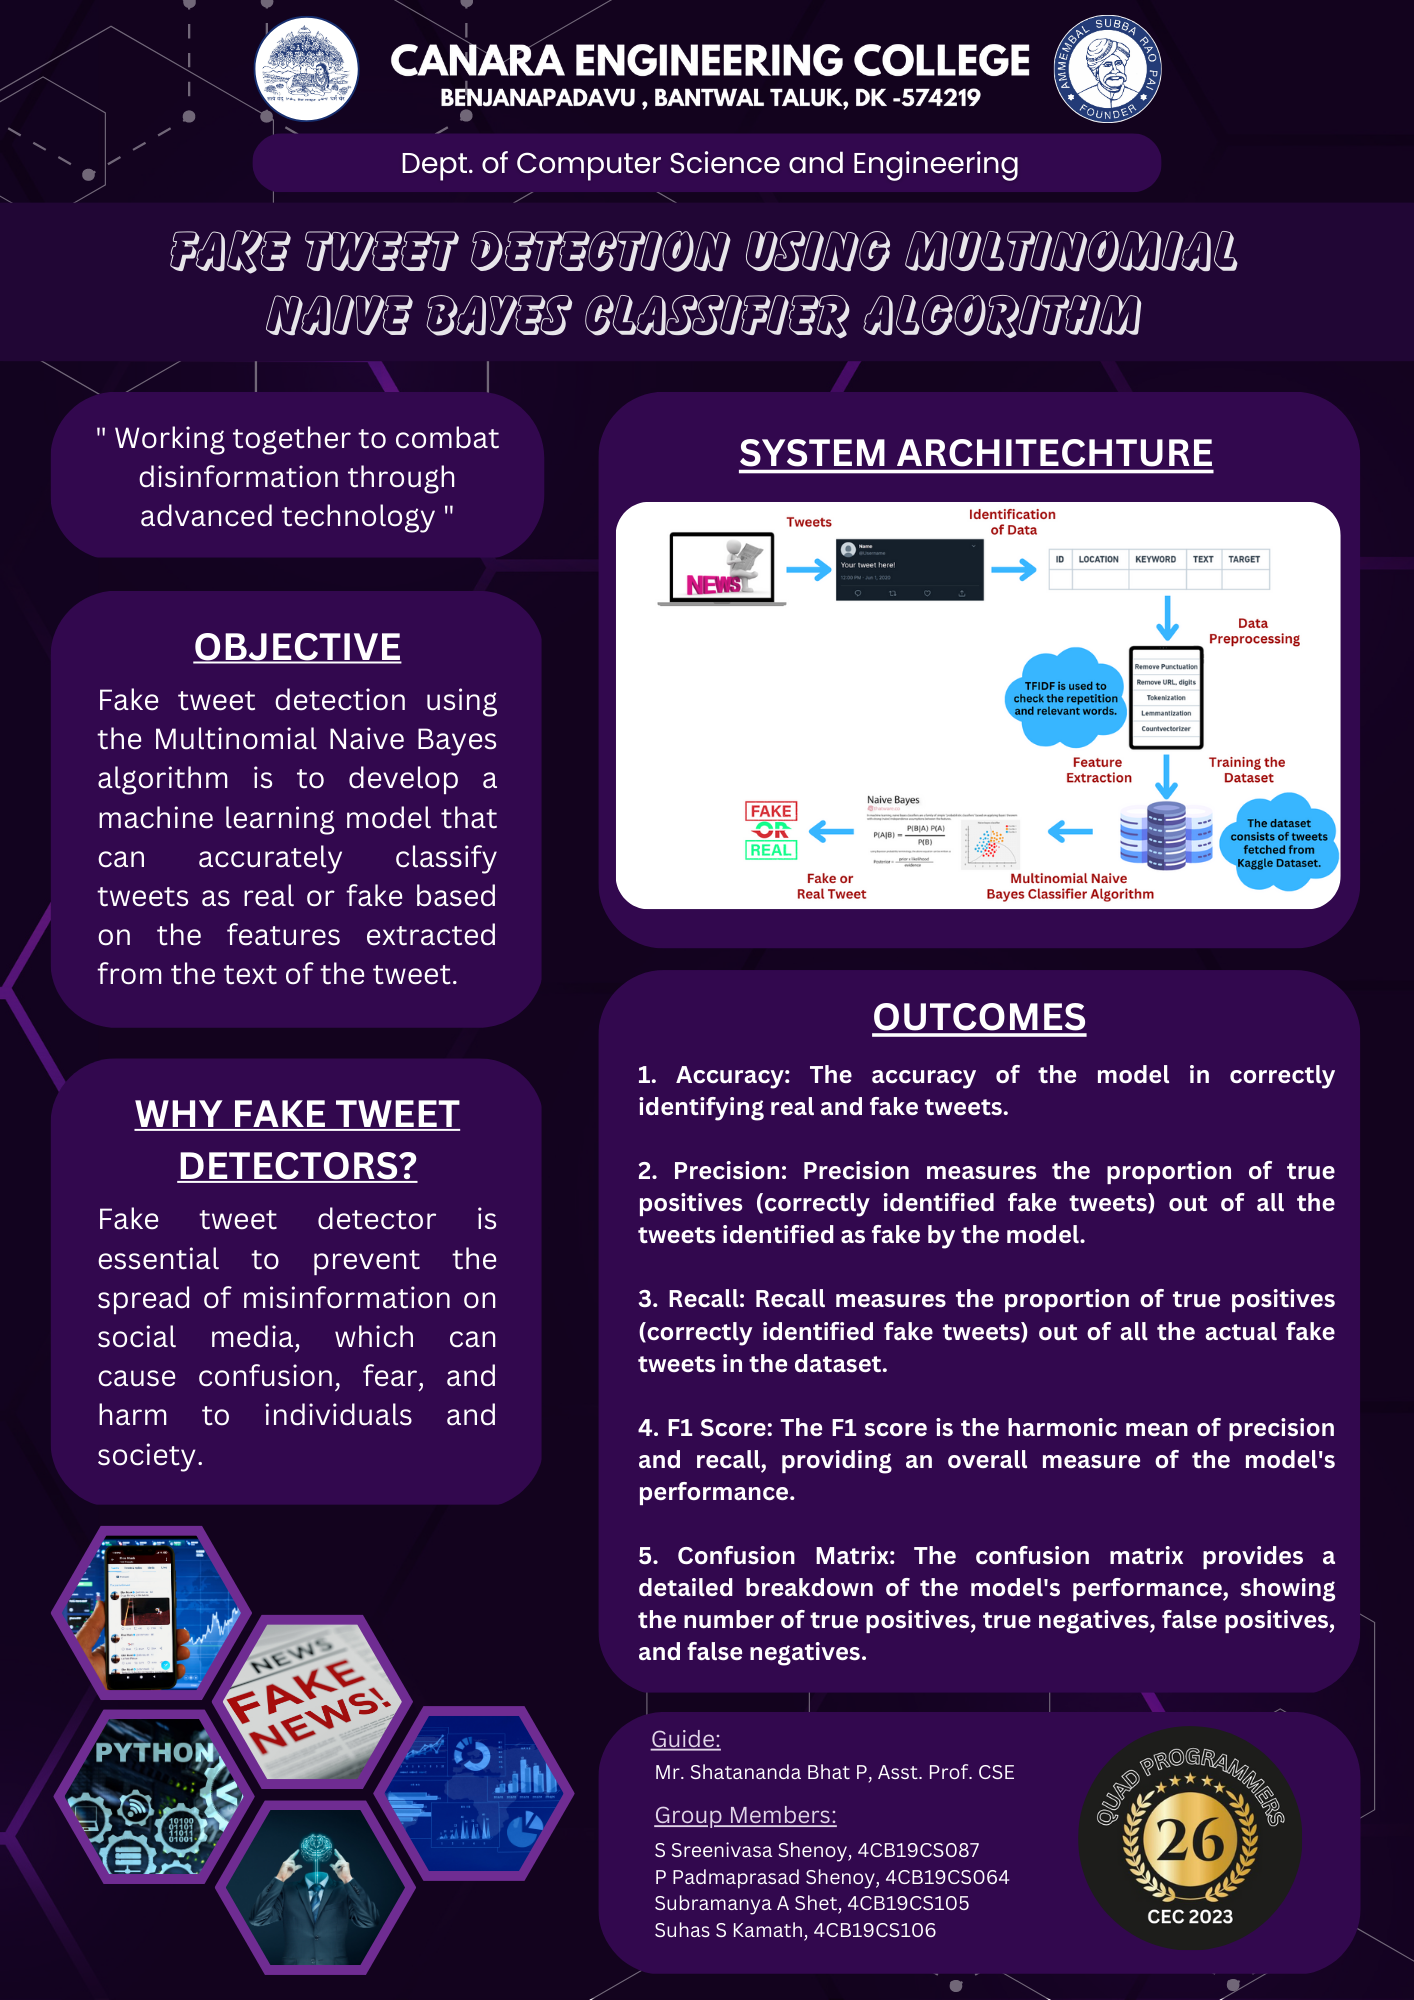 CANARA ENGINEERING COLLEGE
BENJANAPADAVU , BANTWAL TALUK, DK -574219
AMMEMBAL SUBBA RAO PAI
FOUNDER
Dept. of Computer Science and Engineering
FAKE TWEET DETECTION USING MULTINOMIAL
NAIVE BAYES CLASSIFIER ALGORITHM
" Working together to combat
disinformation through
advanced technology "
OBJECTIVE
Fake tweet detection using
the Multinomial Naive Bayes
algorithm is to develop a
machine learning model that
can accurately classify
tweets as real or fake based
on the features extracted
from the text of the tweet.
WHY FAKE TWEET
DETECTORS?
Fake tweet detector is
essential to prevent the
spread of misinformation on
social media, which can
cause confusion, fear, and
harm to individuals and
society.
NEWS
FAKE
NEWS!
PYTHON
SYSTEM ARCHITECHTURE
Tweets
Identification
of Data
NEWS
Name
@Username
Your tweet here!
12:00 PM · Jun 1, 2020
ID LOCATION KEYWORD TEXT TARGET
Data
Preprocessing
TFIDF is used to
check the repetition
and relevant words.
Remove Punctuation
Remove URL, digits
Tokenization
Lemmantization
Countvectorizer
Feature
Extraction
Training the
Dataset
The dataset
consists of tweets
fetched from
Kaggle Dataset.
Naive Bayes
P(A|B) = P(B|A) P(A)
P(B)
Posterior = prior x likelihood
evidence
FAKE
OR
REAL
Fake or
Real Tweet
Multinomial Naive
Bayes Classifier Algorithm
OUTCOMES
1. Accuracy: The accuracy of the model in correctly
identifying real and fake tweets.
2. Precision: Precision measures the proportion of true
positives (correctly identified fake tweets) out of all the
tweets identified as fake by the model.
3. Recall: Recall measures the proportion of true positives
(correctly identified fake tweets) out of all the actual fake
tweets in the dataset.
4. F1 Score: The F1 score is the harmonic mean of precision
and recall, providing an overall measure of the model's
performance.
5. Confusion Matrix: The confusion matrix provides a
detailed breakdown of the model's performance, showing
the number of true positives, true negatives, false positives,
and false negatives.
Guide:
Mr. Shatananda Bhat P, Asst. Prof. CSE
Group Members:
S Sreenivasa Shenoy, 4CB19CS087
P Padmaprasad Shenoy, 4CB19CS064
Subramanya A Shet, 4CB19CS105
Suhas S Kamath, 4CB19CS106
QUAD PROGRAMMERS
26
CEC 2023